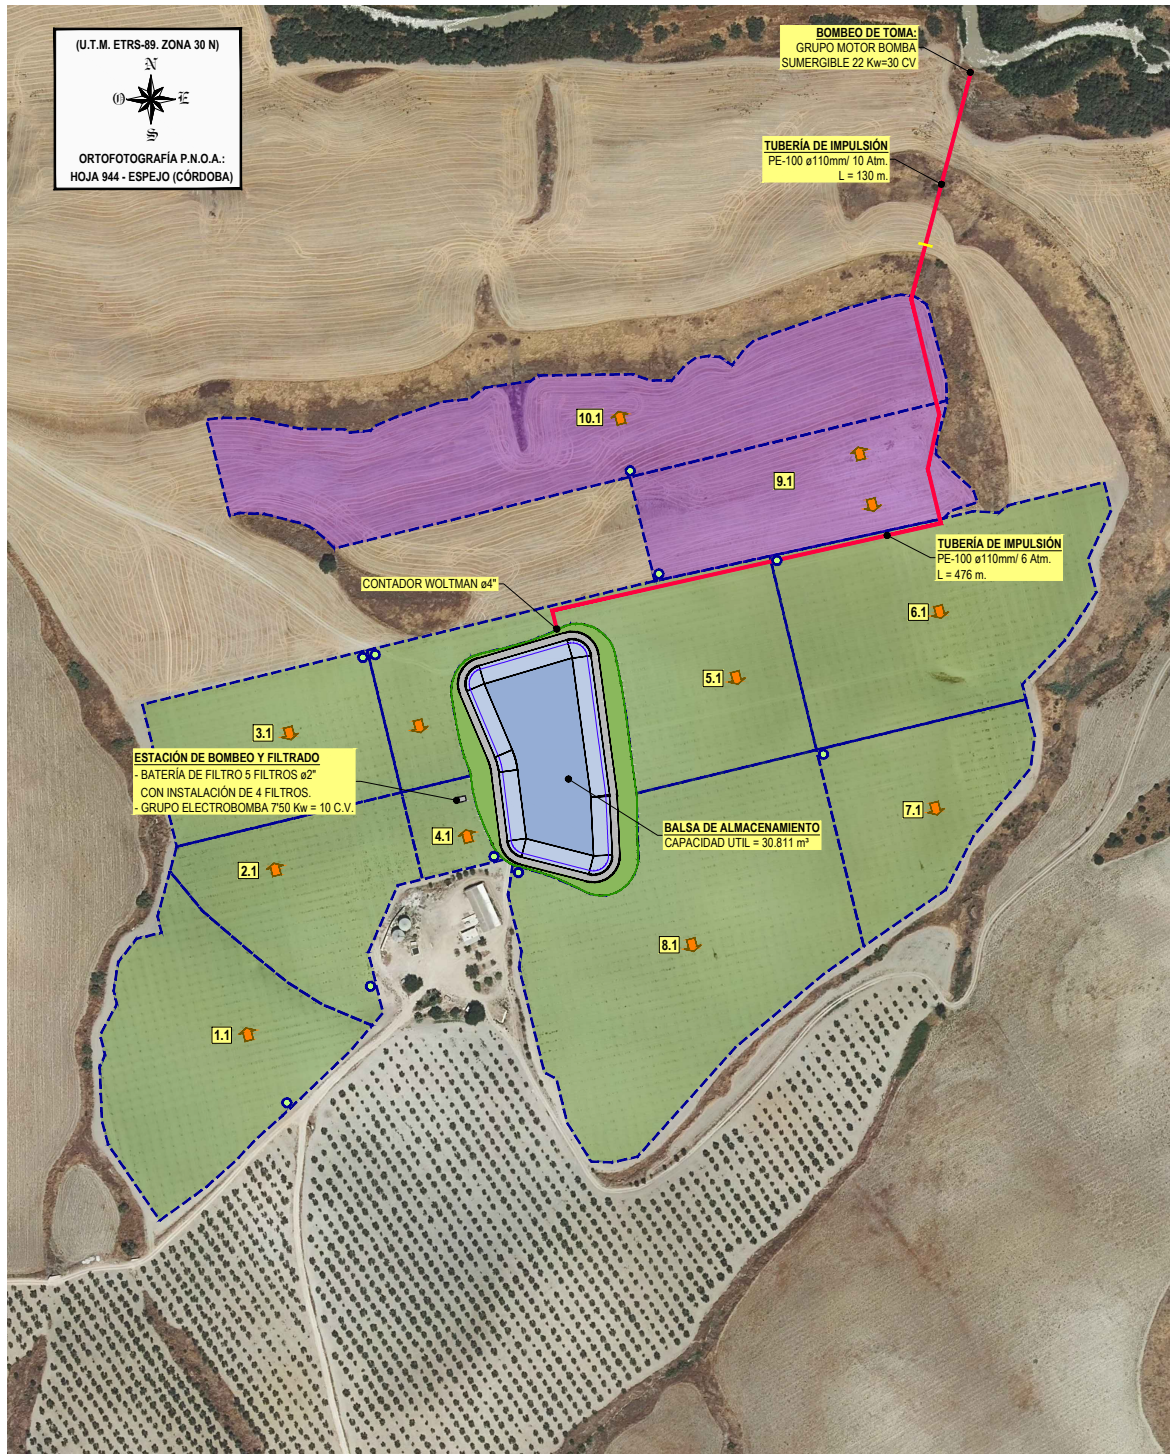 (U.T.M. ETRS-89. ZONA 30 N)
N
O E
S
ORTOFOTOGRAFÍA P.N.O.A.:
HOJA 944 - ESPEJO (CÓRDOBA)
BOMBEO DE TOMA:
GRUPO MOTOR BOMBA
SUMERGIBLE 22 Kw=30 CV
TUBERÍA DE IMPULSIÓN
PE-100 ø110mm/ 10 Atm.
L = 130 m.
10.1
9.1
TUBERÍA DE IMPULSIÓN
PE-100 ø110mm/ 6 Atm.
L = 476 m.
CONTADOR WOLTMAN ø4"
6.1
5.1
3.1
ESTACIÓN DE BOMBEO Y FILTRADO
- BATERÍA DE FILTRO 5 FILTROS ø2"
CON INSTALACIÓN DE 4 FILTROS.
- GRUPO ELECTROBOMBA 7'50 Kw = 10 C.V.
7.1
4.1
BALSA DE ALMACENAMIENTO
CAPACIDAD UTIL = 30.811 m³
2.1
8.1
1.1